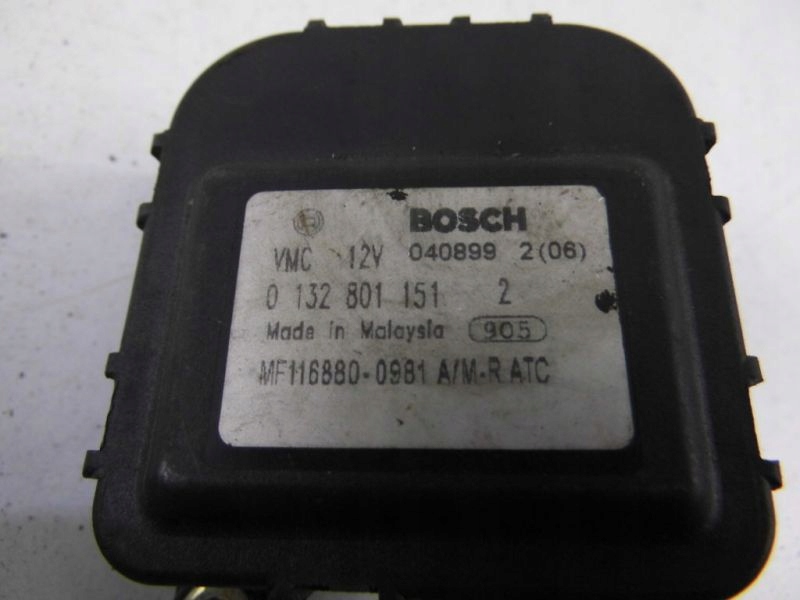 BOSCH
VMC 12V 040899 2(06)
0 132 801 151 2
Made in Malaysia 905
MF116880-0981 A/M-R ATC